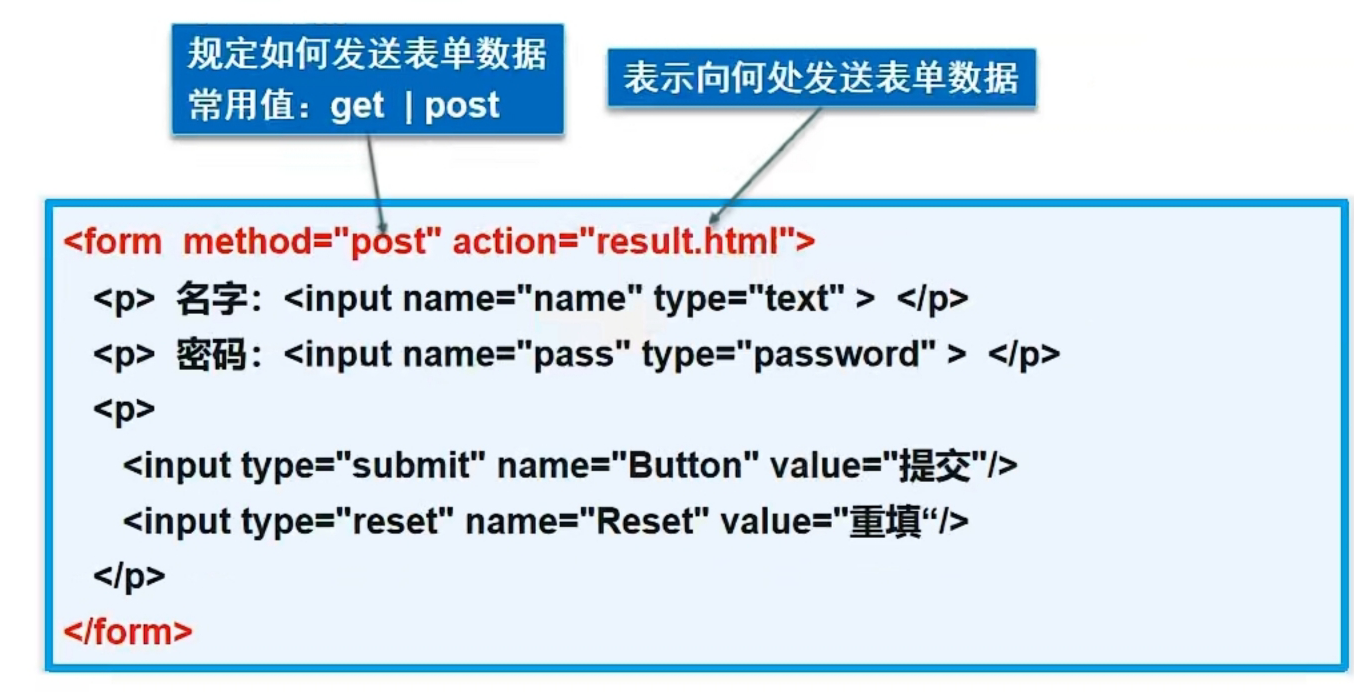 规定如何发送表单数据
常用值：get | post
表示向何处发送表单数据
<form method="post" action="result.html">
<p> 名字：<input name="name" type="text" > </p>
<p> 密码：<input name="pass" type="password" > </p>
<p>
<input type="submit" name="Button" value="提交"/>
<input type="reset" name="Reset" value="重填“/>
</p>
</form>